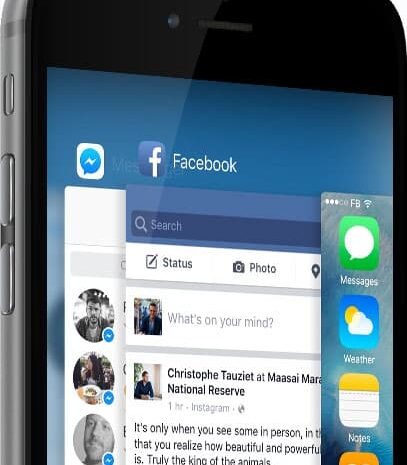 Messenger
Facebook
FB
Search
Status
Photo
What's on your mind?
Messages
Weather
Christophe Tauziet at Maasai Mara
National Reserve
1 hr · Instagram ·
Notes
It's only when you see some in person, in th
that you realize how beautiful and powerful
is. Truly the king of the animals